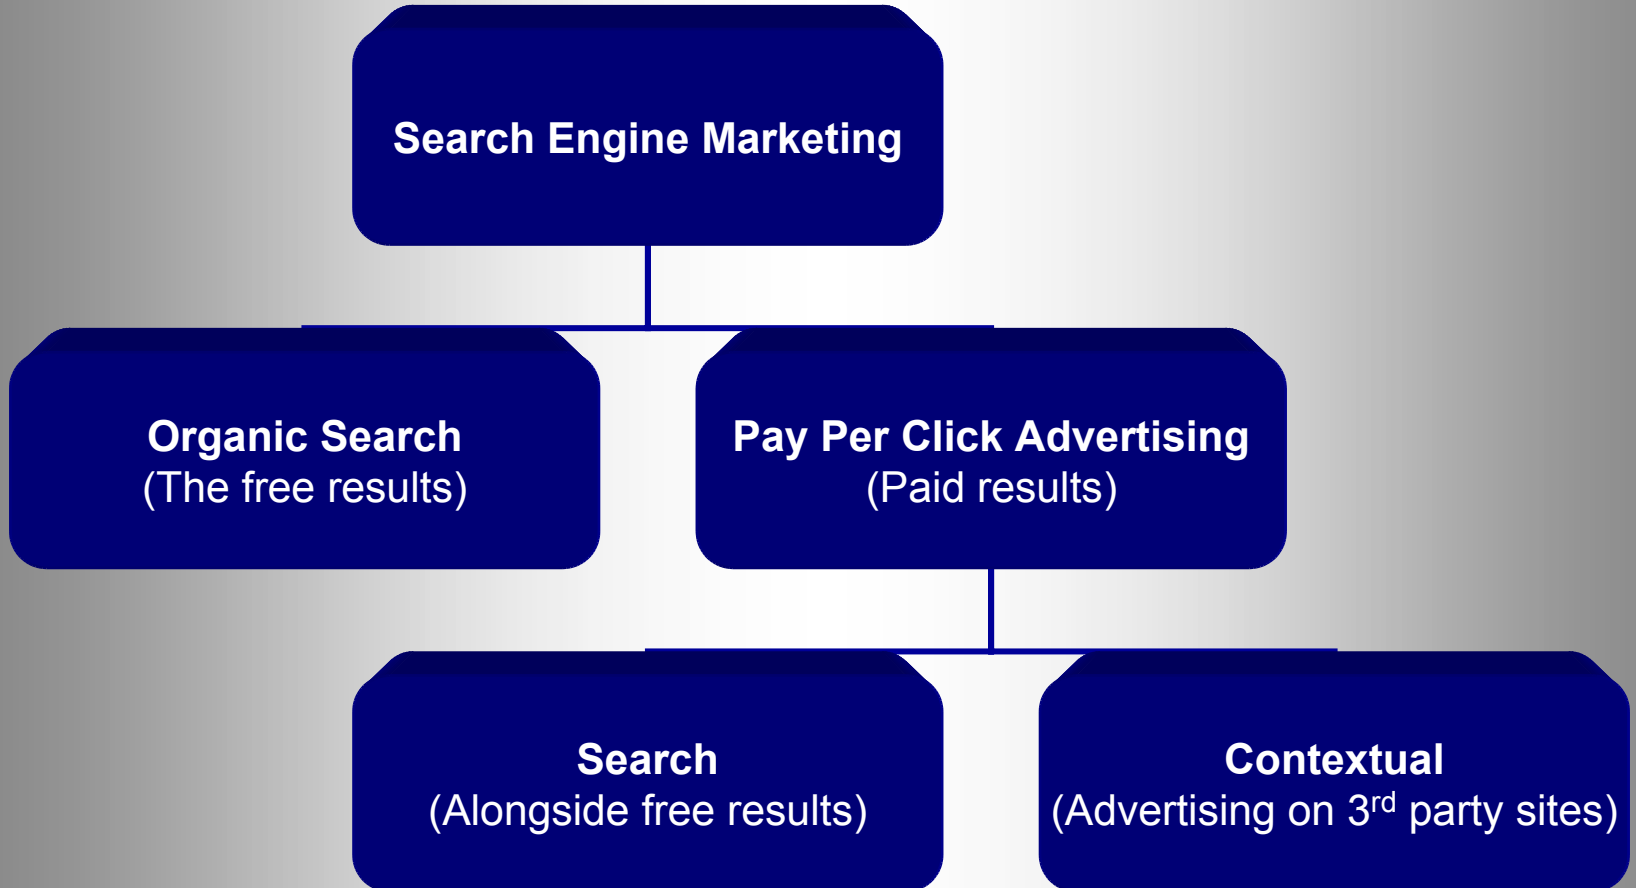 Search Engine Marketing
Organic Search
(The free results)
Pay Per Click Advertising
(Paid results)
Search
(Alongside free results)
Contextual
(Advertising on 3rd party sites)